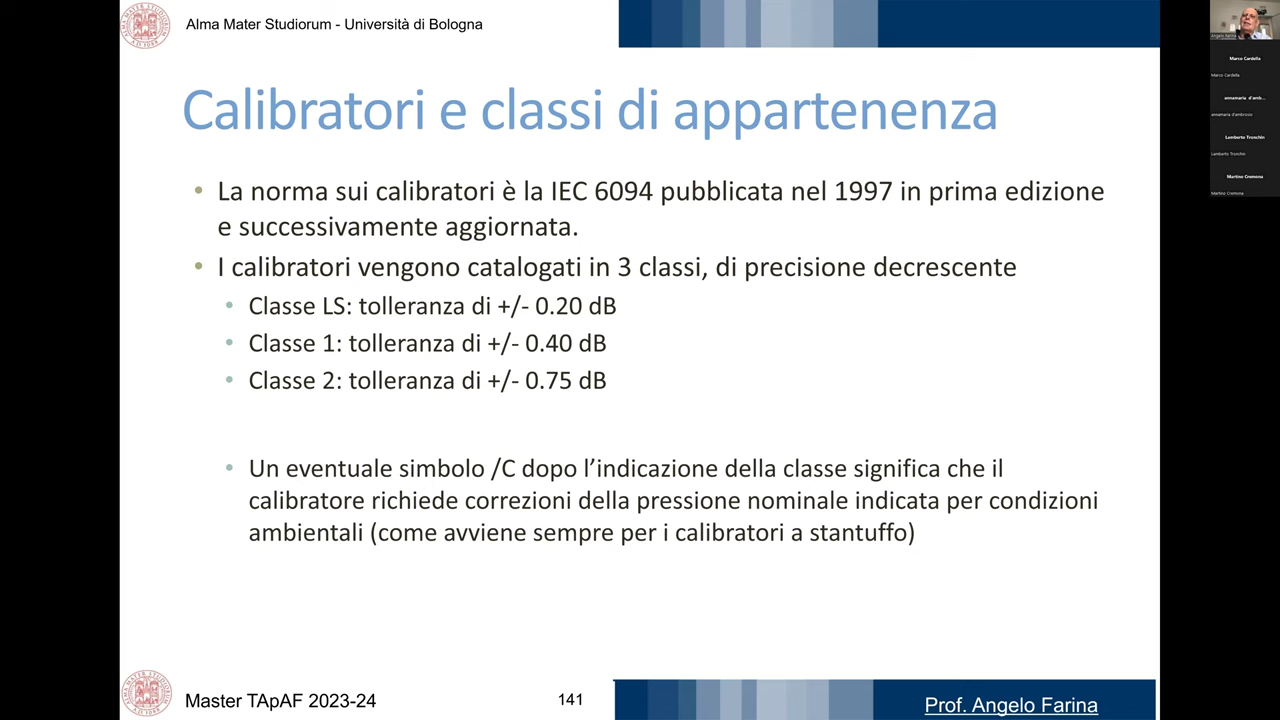 Alma Mater Studiorum - Università di Bologna
Calibratori e classi di appartenenza
• La norma sui calibratori è la IEC 6094 pubblicata nel 1997 in prima edizione
e successivamente aggiornata.
• I calibratori vengono catalogati in 3 classi, di precisione decrescente
• Classe LS: tolleranza di +/- 0.20 dB
• Classe 1: tolleranza di +/- 0.40 dB
• Classe 2: tolleranza di +/- 0.75 dB
• Un eventuale simbolo /C dopo l’indicazione della classe significa che il
calibratore richiede correzioni della pressione nominale indicata per condizioni
ambientali (come avviene sempre per i calibratori a stantuffo)
Master TApAF 2023-24
141
Prof. Angelo Farina
Angelo Farina
Marco Cardella
Marco Cardella
annamaria d'amb...
annamaria d'ambrosio
Lamberto Tronchin
Lamberto Tronchin
Martino Cremona
Martino Cremona